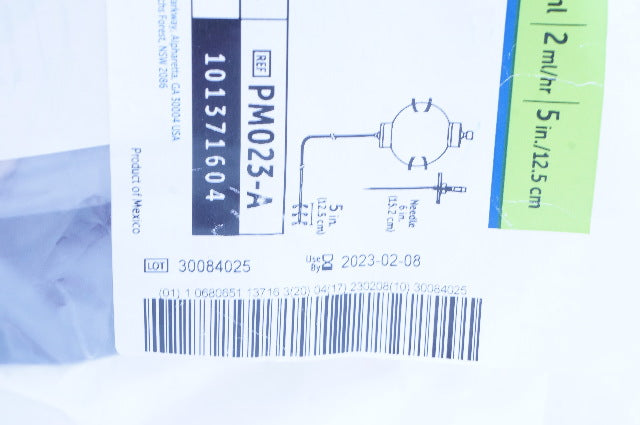 arkway, Alpharetta, GA 30004 USA
chs Forest, NSW 2086
Product of Mexico
101371604
REF PM023-A
5 in.
(12.5 cm)
Needle
6 in.
(15.2 cm)
ml | 2 ml/hr | 5 in./12.5 cm
LOT 30084025
Use By 2023-02-08
(01) 1 0680651 13716 3(20) 04(17) 230208(10) 30084025